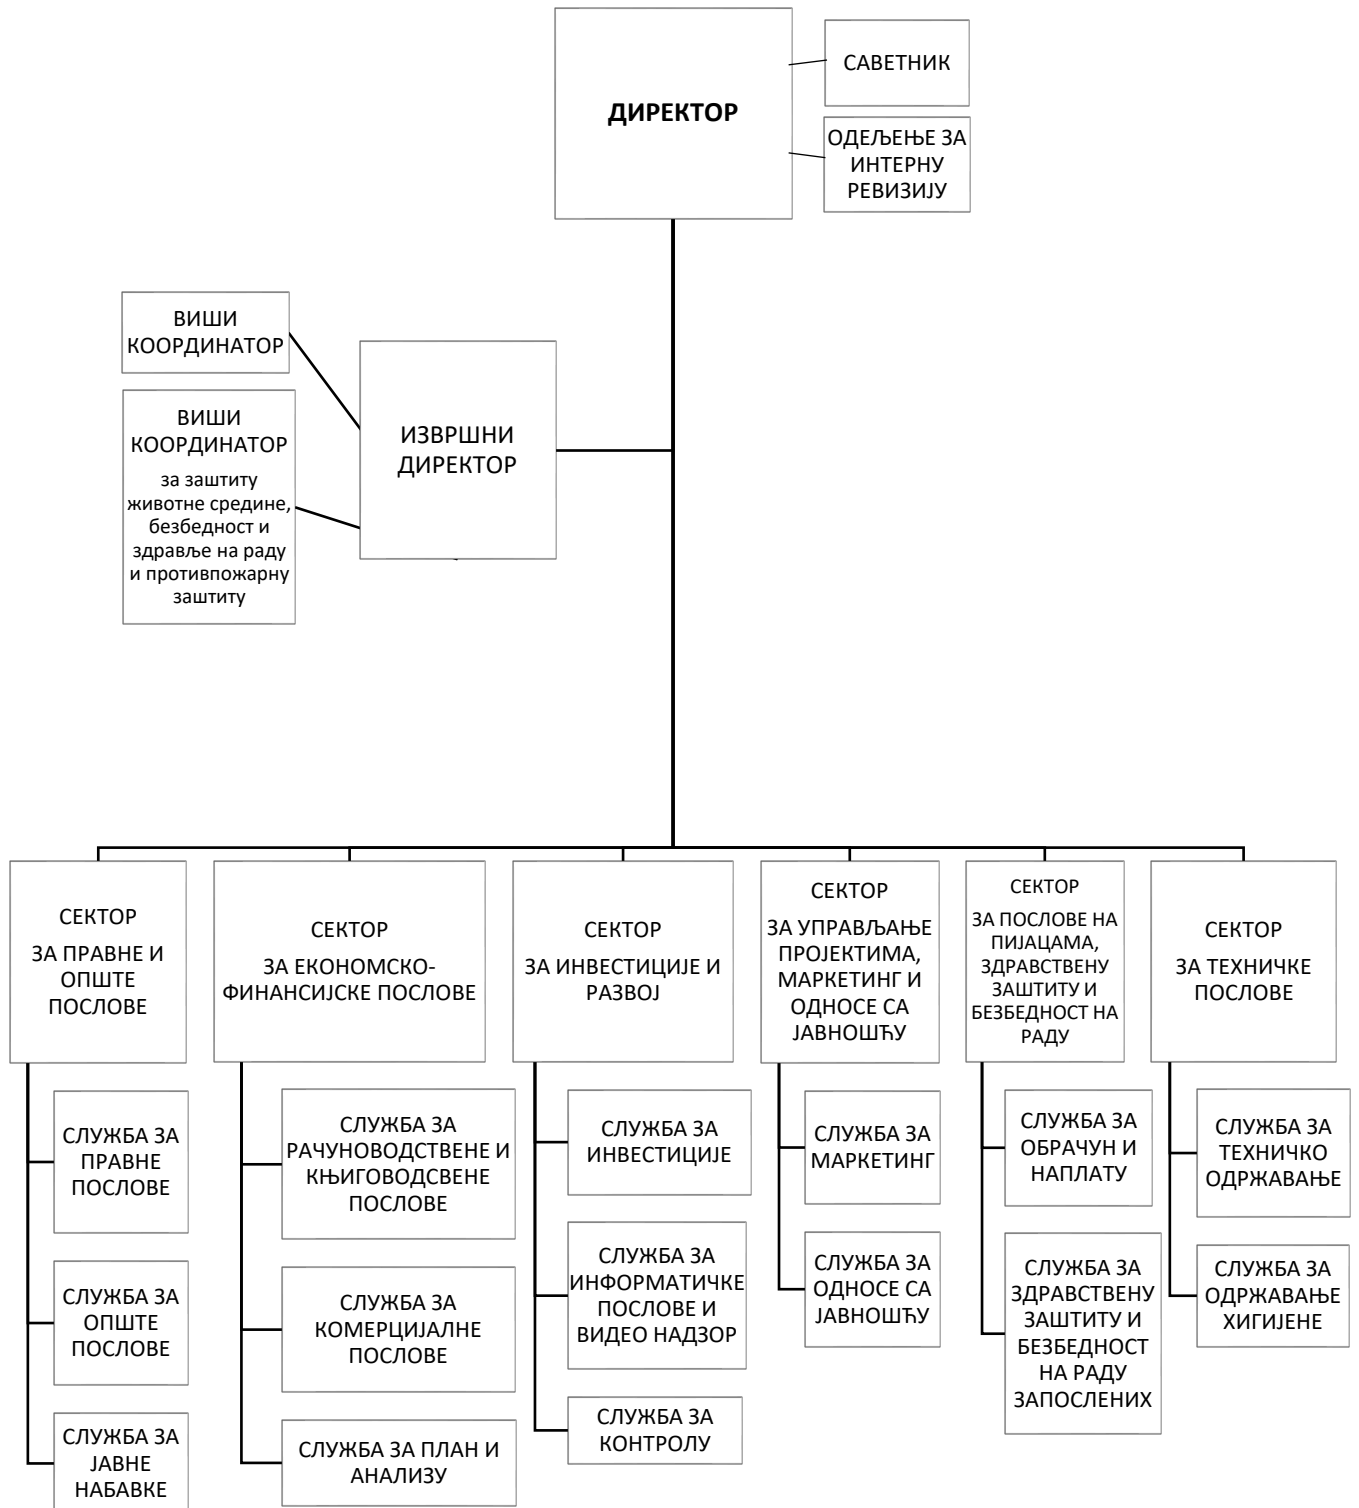 ДИРЕКТОР
САВЕТНИК
ОДЕЉЕЊЕ ЗА
ИНТЕРНУ
РЕВИЗИЈУ
ВИШИ
КООРДИНАТОР
ВИШИ
КООРДИНАТОР
за заштиту
животне средине,
безбедност и
здравље на раду
и противпожарну
заштиту
ИЗВРШНИ
ДИРЕКТОР
СЕКТОР
ЗА ПРАВНЕ И
ОПШТЕ
ПОСЛОВЕ
СЕКТОР
ЗА ЕКОНОМСКО-
ФИНАНСИЈСКЕ ПОСЛОВЕ
СЕКТОР
ЗА ИНВЕСТИЦИЈЕ И
РАЗВОЈ
СЕКТОР
ЗА УПРАВЉАЊЕ
ПРОЈЕКТИМА,
МАРКЕТИНГ И
ОДНОСЕ СА
ЈАВНОШЋУ
СЕКТОР
ЗА ПОСЛОВЕ НА
ПИЈАЦАМА,
ЗДРАВСТВЕНУ
ЗАШТИТУ И
БЕЗБЕДНОСТ НА
РАДУ
СЕКТОР
ЗА ТЕХНИЧКЕ
ПОСЛОВЕ
СЛУЖБА ЗА
ПРАВНЕ
ПОСЛОВЕ
СЛУЖБА ЗА
ОПШТЕ
ПОСЛОВЕ
СЛУЖБА ЗА
ЈАВНЕ
НАБАВКЕ
СЛУЖБА ЗА
РАЧУНОВОДСТВЕНЕ И
КЊИГОВОДСВЕНЕ
ПОСЛОВЕ
СЛУЖБА ЗА
КОМЕРЦИЈАЛНЕ
ПОСЛОВЕ
СЛУЖБА ЗА ПЛАН И
АНАЛИЗУ
СЛУЖБА ЗА
ИНВЕСТИЦИЈЕ
СЛУЖБА ЗА
ИНФОРМАТИЧКЕ
ПОСЛОВЕ И
ВИДЕО НАДЗОР
СЛУЖБА ЗА
КОНТРОЛУ
СЛУЖБА ЗА
МАРКЕТИНГ
СЛУЖБА ЗА
ОДНОСЕ СА
ЈАВНОШЋУ
СЛУЖБА ЗА
ОБРАЧУН И
НАПЛАТУ
СЛУЖБА ЗА
ЗДРАВСТВЕНУ
ЗАШТИТУ И
БЕЗБЕДНОСТ
НА РАДУ
ЗАПОСЛЕНИХ
СЛУЖБА ЗА
ТЕХНИЧКО
ОДРЖАВАЊЕ
СЛУЖБА ЗА
ОДРЖАВАЊЕ
ХИГИЈЕНЕ